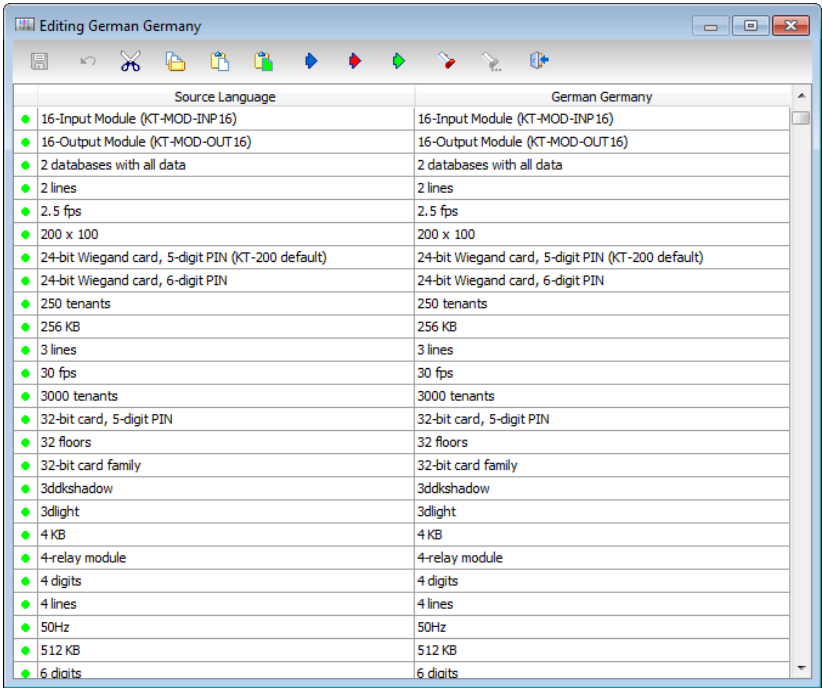 Editing German Germany
Source Language German Germany
16-Input Module (KT-MOD-INP16) 16-Input Module (KT-MOD-INP16)
16-Output Module (KT-MOD-OUT16) 16-Output Module (KT-MOD-OUT16)
2 databases with all data 2 databases with all data
2 lines 2 lines
2.5 fps 2.5 fps
200 x 100 200 x 100
24-bit Wiegand card, 5-digit PIN (KT-200 default) 24-bit Wiegand card, 5-digit PIN (KT-200 default)
24-bit Wiegand card, 6-digit PIN 24-bit Wiegand card, 6-digit PIN
250 tenants 250 tenants
256 KB 256 KB
3 lines 3 lines
30 fps 30 fps
3000 tenants 3000 tenants
32-bit card, 5-digit PIN 32-bit card, 5-digit PIN
32 floors 32 floors
32-bit card family 32-bit card family
3ddkshadow 3ddkshadow
3dlight 3dlight
4 KB 4 KB
4-relay module 4-relay module
4 digits 4 digits
4 lines 4 lines
50Hz 50Hz
512 KB 512 KB
6 digits 6 digits